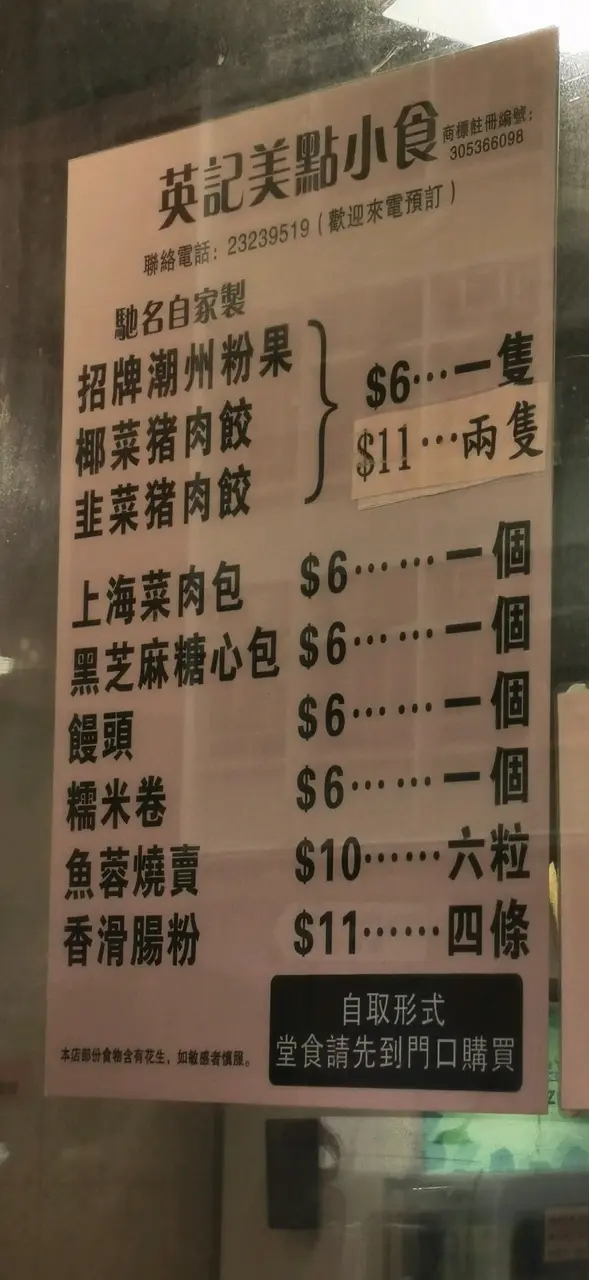 英記美點小食 商標註冊編號：
305366098
聯絡電話：23239519（歡迎來電預訂）
馳名自家製
招牌潮州粉果
椰菜猪肉餃
韭菜猪肉餃
$6…一隻
$11…兩隻
上海菜肉包 $6……一個
黑芝麻糖心包 $6……一個
饅頭 $6……一個
糯米卷 $6……一個
魚蓉燒賣 $10……六粒
香滑腸粉 $11……四條
自取形式
堂食請先到門口購買
本店部份食物含有花生，如敏感者慎服。